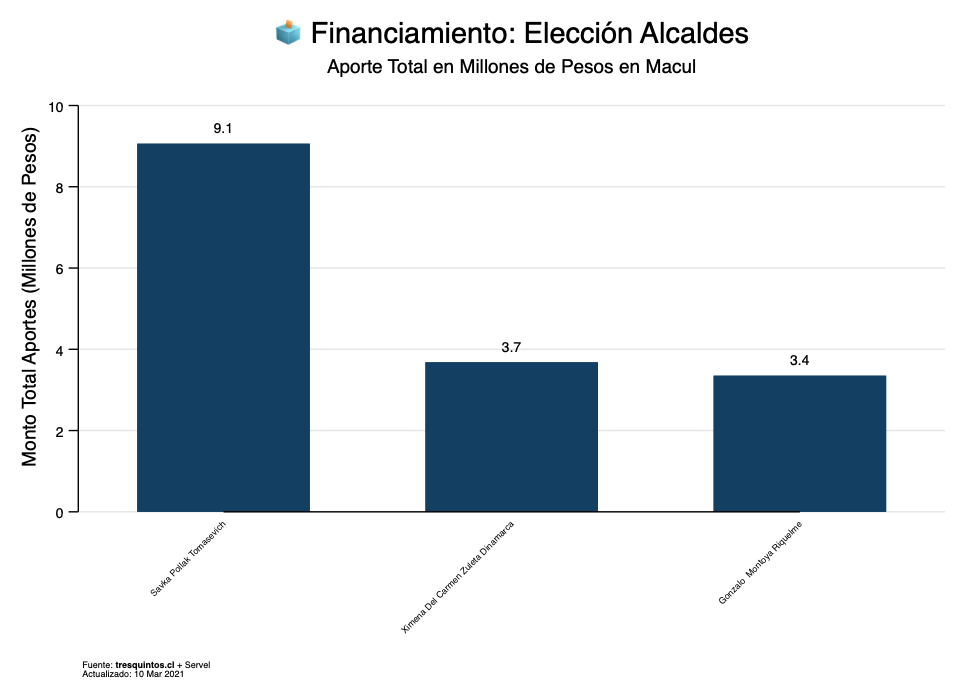 Financiamiento: Elección Alcaldes
Aporte Total en Millones de Pesos en Macul
Monto Total Aportes (Millones de Pesos)
10
8
6
4
2
0
9.1
3.7
3.4
Savka Pollak Tomasevich
Ximena Del Carmen Zuleta Dinamarca
Gonzalo Montoya Riquelme
Fuente: tresquintos.cl + Servel
Actualizado: 10 Mar 2021